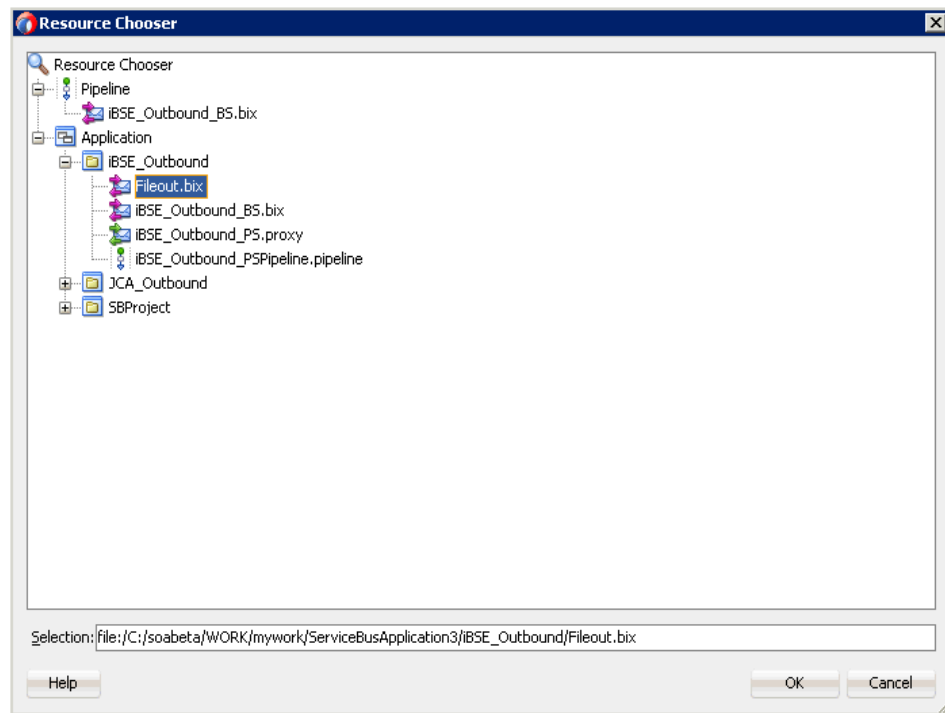 Resource Chooser
Resource Chooser
Pipeline
iBSE_Outbound_BS.bix
Application
iBSE_Outbound
Fileout.bix
iBSE_Outbound_BS.bix
iBSE_Outbound_PS.proxy
iBSE_Outbound_PSPipeline.pipeline
JCA_Outbound
SBProject
Selection: file:/C:/soabeta/WORK/mywork/ServiceBusApplication3/iBSE_Outbound/Fileout.bix
Help OK Cancel